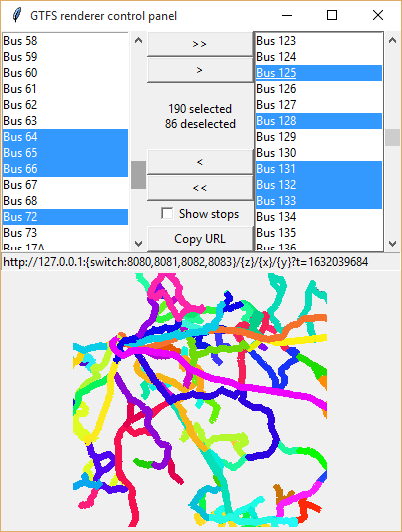 GTFS renderer control panel
Bus 58
Bus 59
Bus 60
Bus 61
Bus 62
Bus 63
Bus 64
Bus 65
Bus 66
Bus 67
Bus 68
Bus 72
Bus 73
Bus 17A
>>
>
190 selected
86 deselected
<
<<
Show stops
Copy URL
Bus 123
Bus 124
Bus 125
Bus 126
Bus 127
Bus 128
Bus 129
Bus 130
Bus 131
Bus 132
Bus 133
Bus 134
Bus 135
Bus 136
http://127.0.0.1:{switch:8080,8081,8082,8083}/{z}/{x}/{y}?t=1632039684